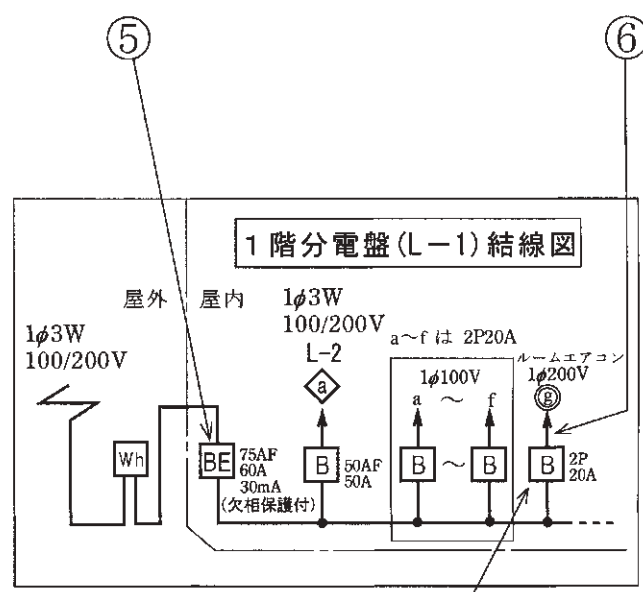 ⑤
⑥
1階分電盤(L-1)結線図
屋外 屋内
1φ3W
100/200V
1φ3W
100/200V
L-2
a
a～fは 2P20A
1φ100V
a ～ f
ルームエアコン
1φ200V
g
Wh
BE
75AF
60A
30mA
(欠相保護付)
B
50AF
50A
B ～ B
B
2P
20A